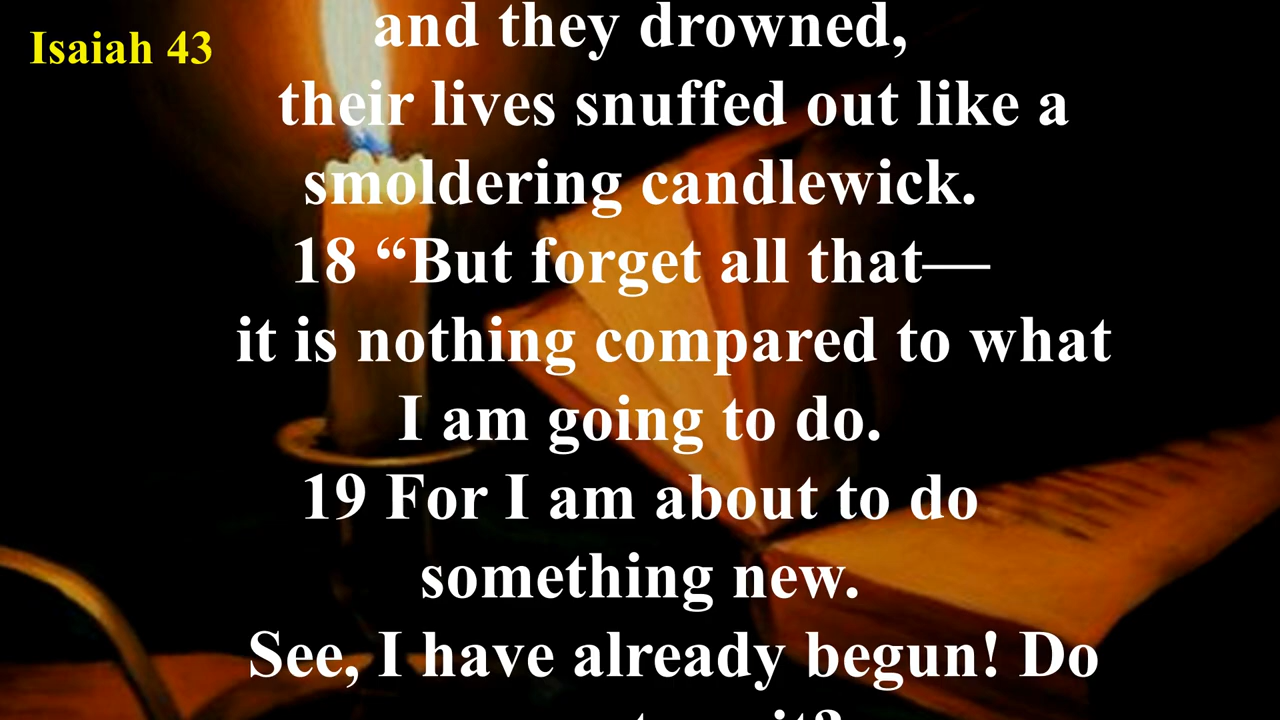 Isaiah 43
and they drowned,
their lives snuffed out like a
smoldering candlewick.
18 “But forget all that—
it is nothing compared to what
I am going to do.
19 For I am about to do
something new.
See, I have already begun! Do
it?